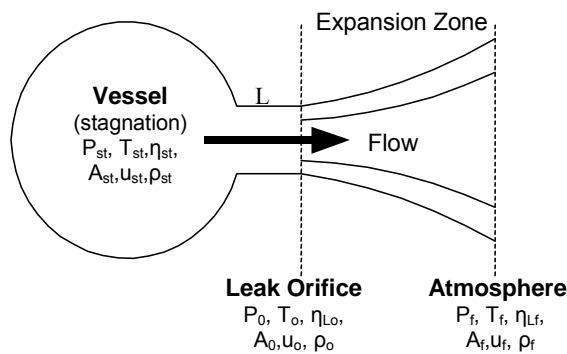 Expansion Zone
L
Vessel
(stagnation)
Pst, Tst,ηst,
Ast,ust,ρst
Flow
Leak Orifice
P0, To, ηLo,
A0,uo, ρo
Atmosphere
Pf, Tf, ηLf,
Af,uf, ρf